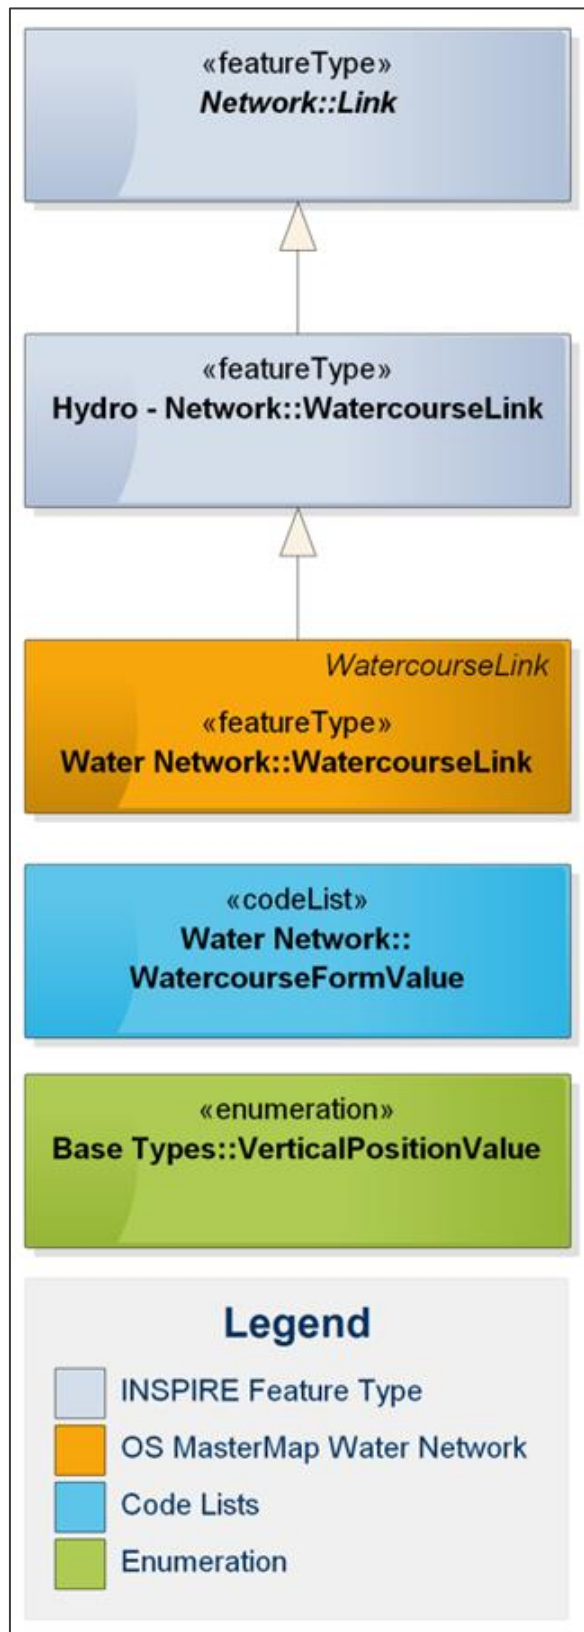 «featureType»
Network::Link
«featureType»
Hydro - Network::WatercourseLink
WatercourseLink
«featureType»
Water Network::WatercourseLink
«codeList»
Water Network::
WatercourseFormValue
«enumeration»
Base Types::VerticalPositionValue
Legend
INSPIRE Feature Type
OS MasterMap Water Network
Code Lists
Enumeration